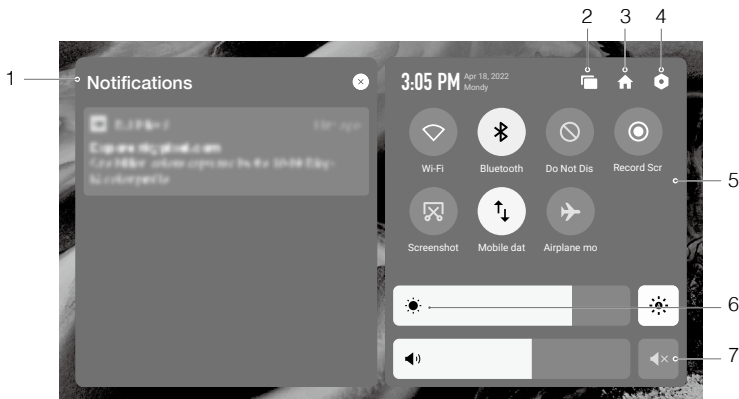 2
3
4
1
Notifications
3:05 PM
Apr 18, 2022
Mondy
Wi-Fi
Bluetooth
Do Not Dis
Record Scr
5
Screenshot
Mobile dat
Airplane mo
6
7